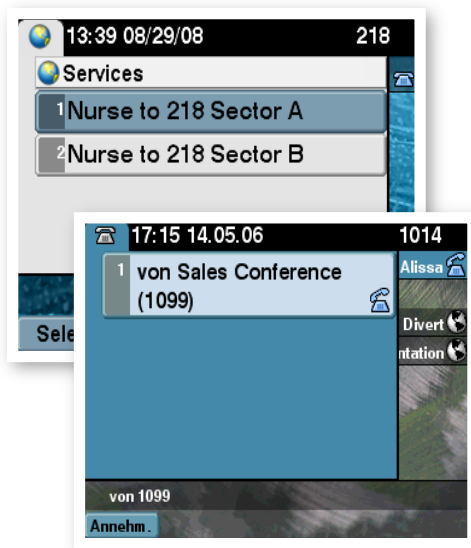 13:39 08/29/08 218
Services
1 Nurse to 218 Sector A
2 Nurse to 218 Sector B
Sele
17:15 14.05.06 1014
1 von Sales Conference
(1099)
Alissa
Divert
ntation
von 1099
Annehm.